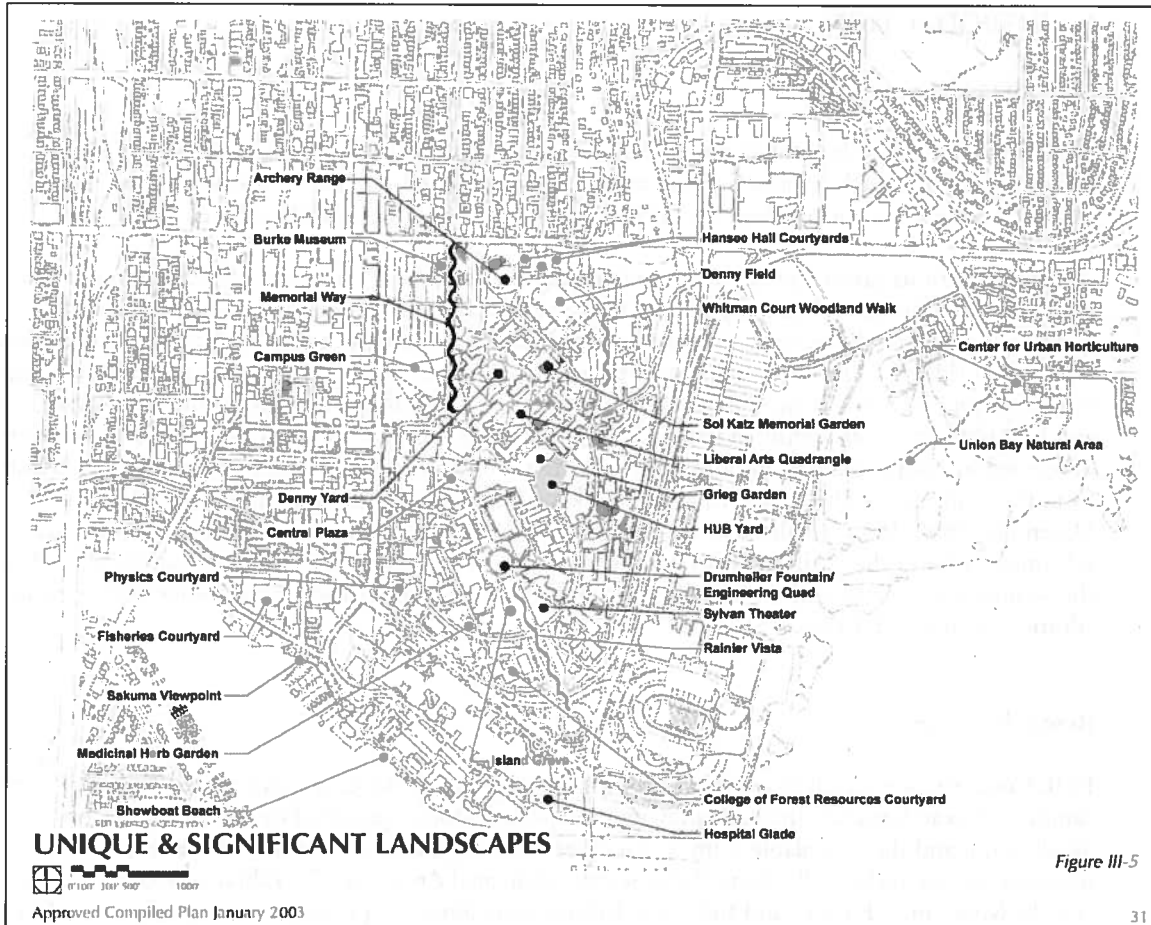 Archery Range
Burke Museum
Memorial Way
Campus Green
Denny Yard
Central Plaza
Physics Courtyard
Fisheries Courtyard
Sakuma Viewpoint
Medicinal Herb Garden
Showboat Beach
Island Grove
Hansee Hall Courtyards
Denny Field
Whitman Court Woodland Walk
Center for Urban Horticulture
Sol Katz Memorial Garden
Union Bay Natural Area
Liberal Arts Quadrangle
Grieg Garden
HUB Yard
Drumheller Fountain/
Engineering Quad
Sylvan Theater
Rainier Vista
College of Forest Resources Courtyard
Hospital Glade
UNIQUE & SIGNIFICANT LANDSCAPES
Figure III-5
1000'
Approved Compiled Plan January 2003
31